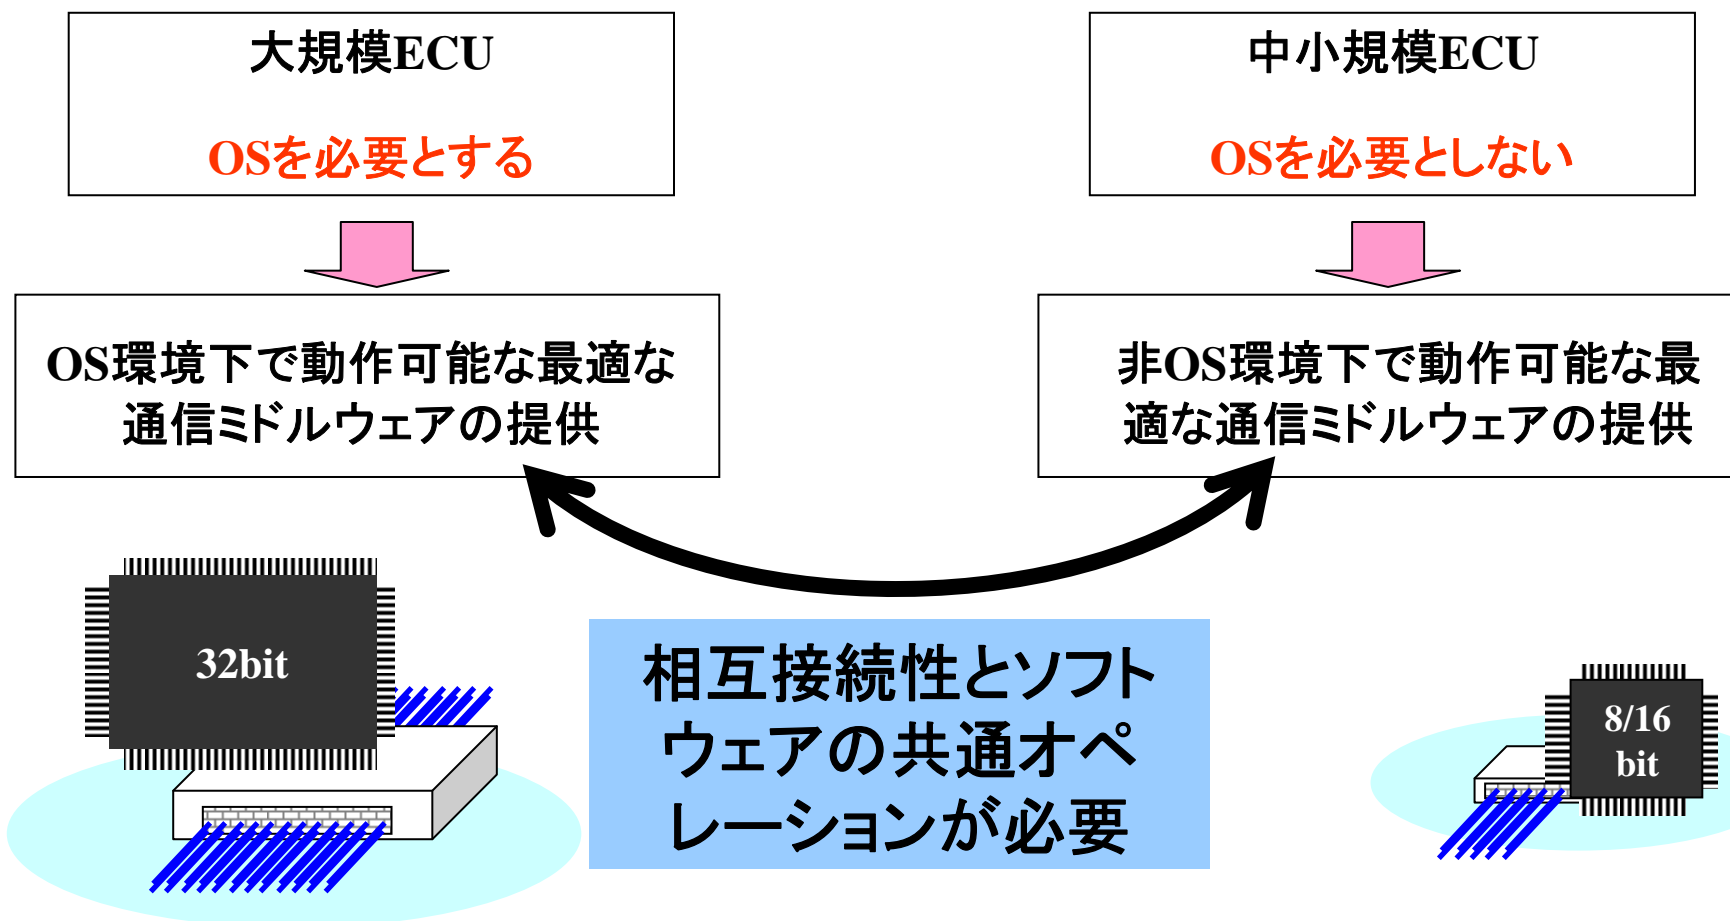 大規模ECU
OSを必要とする
中小規模ECU
OSを必要としない
OS環境下で動作可能な最適な
通信ミドルウェアの提供
非OS環境下で動作可能な最
適な通信ミドルウェアの提供
32bit
相互接続性とソフト
ウェアの共通オペ
レーションが必要
8/16
bit